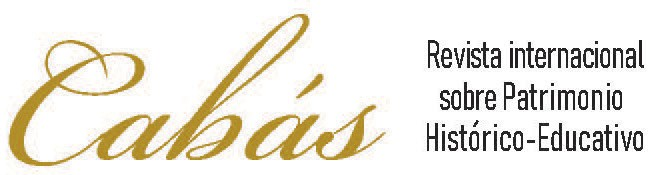 Cabás
Revista internacional
sobre Patrimonio
Histórico-Educativo